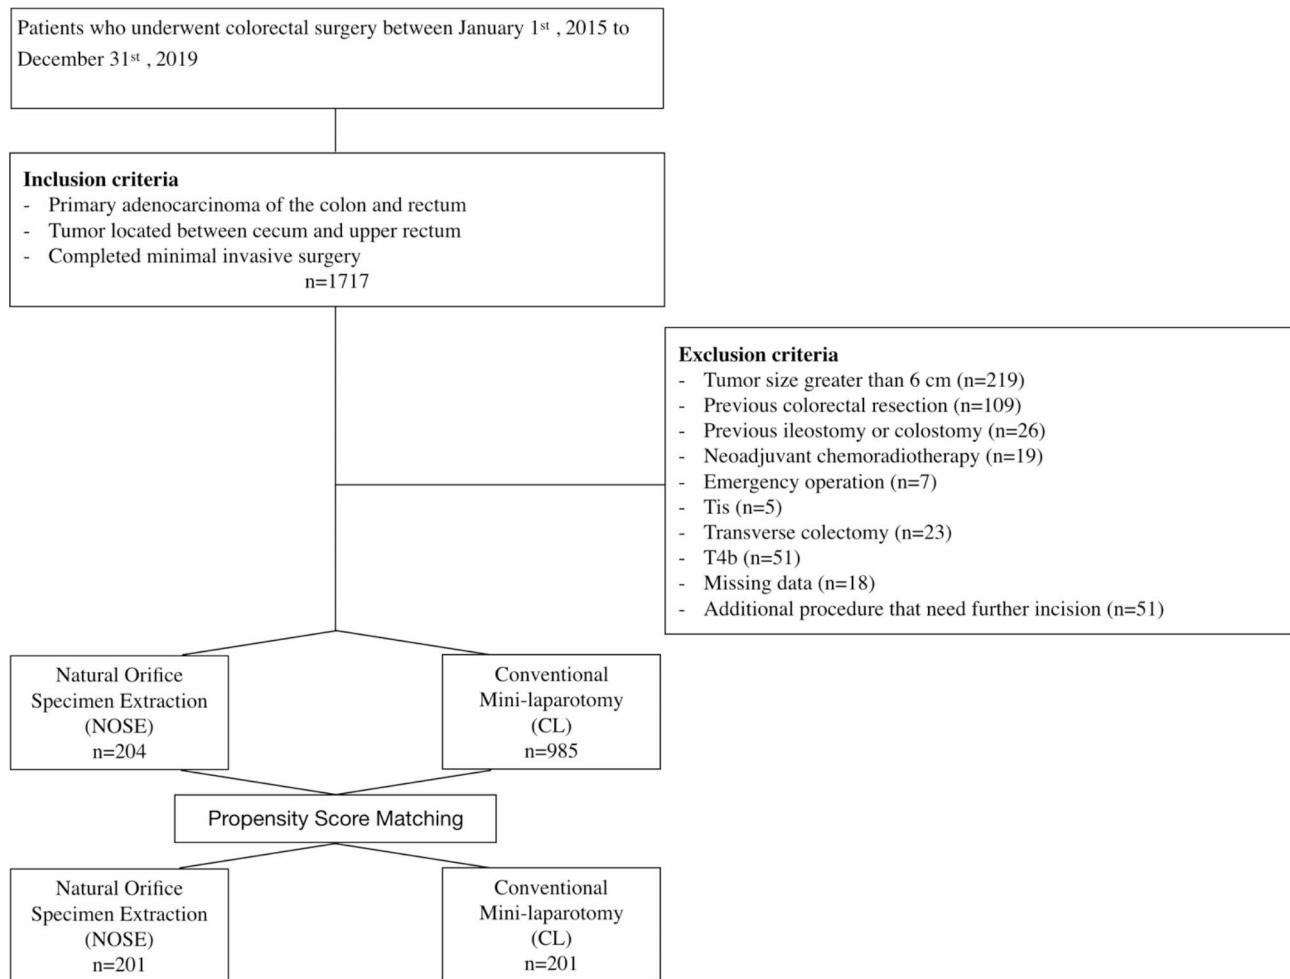 Patients who underwent colorectal surgery between January 1st , 2015 to
December 31st , 2019
Inclusion criteria
- Primary adenocarcinoma of the colon and rectum
- Tumor located between cecum and upper rectum
- Completed minimal invasive surgery
n=1717
Exclusion criteria
- Tumor size greater than 6 cm (n=219)
- Previous colorectal resection (n=109)
- Previous ileostomy or colostomy (n=26)
- Neoadjuvant chemoradiotherapy (n=19)
- Emergency operation (n=7)
- Tis (n=5)
- Transverse colectomy (n=23)
- T4b (n=51)
- Missing data (n=18)
- Additional procedure that need further incision (n=51)
Natural Orifice
Specimen Extraction
(NOSE)
n=204
Conventional
Mini-laparotomy
(CL)
n=985
Propensity Score Matching
Natural Orifice
Specimen Extraction
(NOSE)
n=201
Conventional
Mini-laparotomy
(CL)
n=201